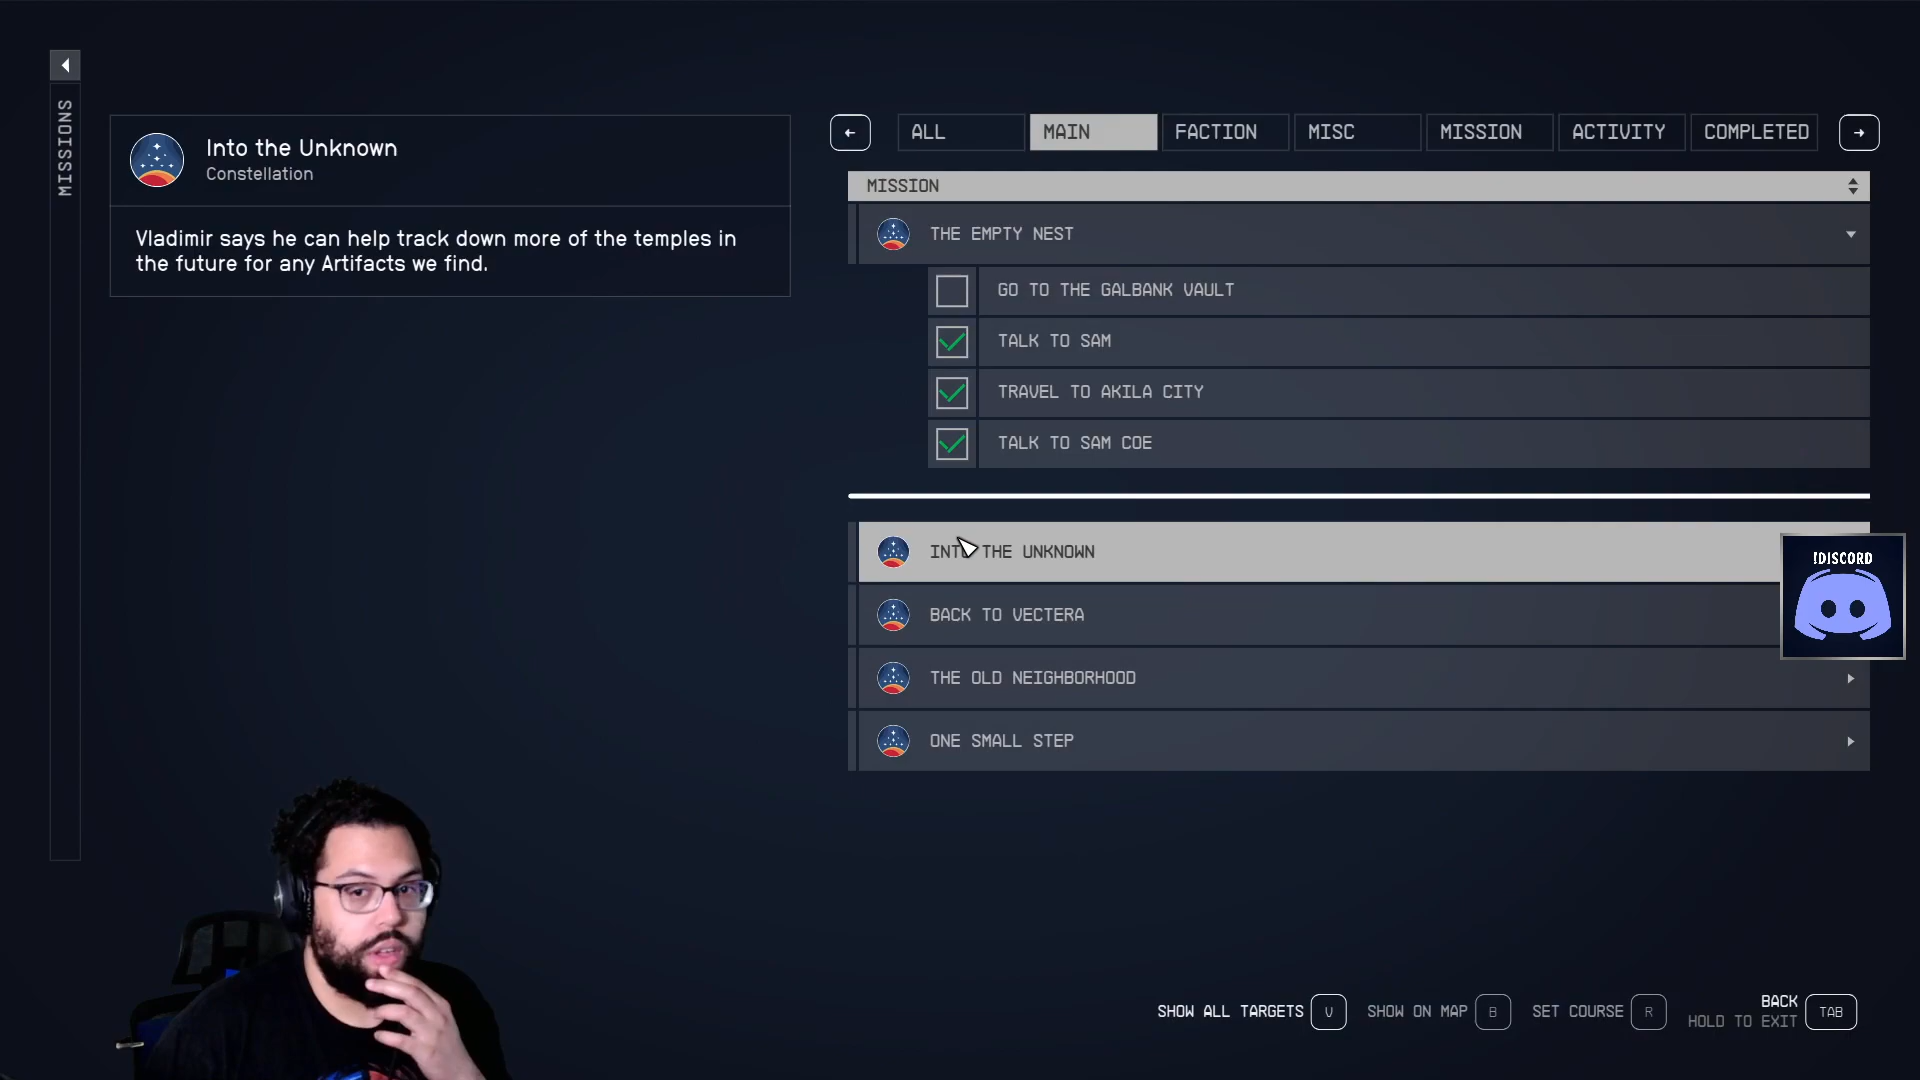 MISSIONS
Into the Unknown
Constellation
Vladimir says he can help track down more of the temples in
the future for any Artifacts we find.
ALL
MAIN
FACTION
MISC
MISSION
ACTIVITY
COMPLETED
MISSION
THE EMPTY NEST
GO TO THE GALBANK VAULT
TALK TO SAM
TRAVEL TO AKILA CITY
TALK TO SAM COE
INTO THE UNKNOWN
!DISCORD
BACK TO VECTERA
THE OLD NEIGHBORHOOD
ONE SMALL STEP
SHOW ALL TARGETS V
SHOW ON MAP B
SET COURSE R
BACK
HOLD TO EXIT
TAB